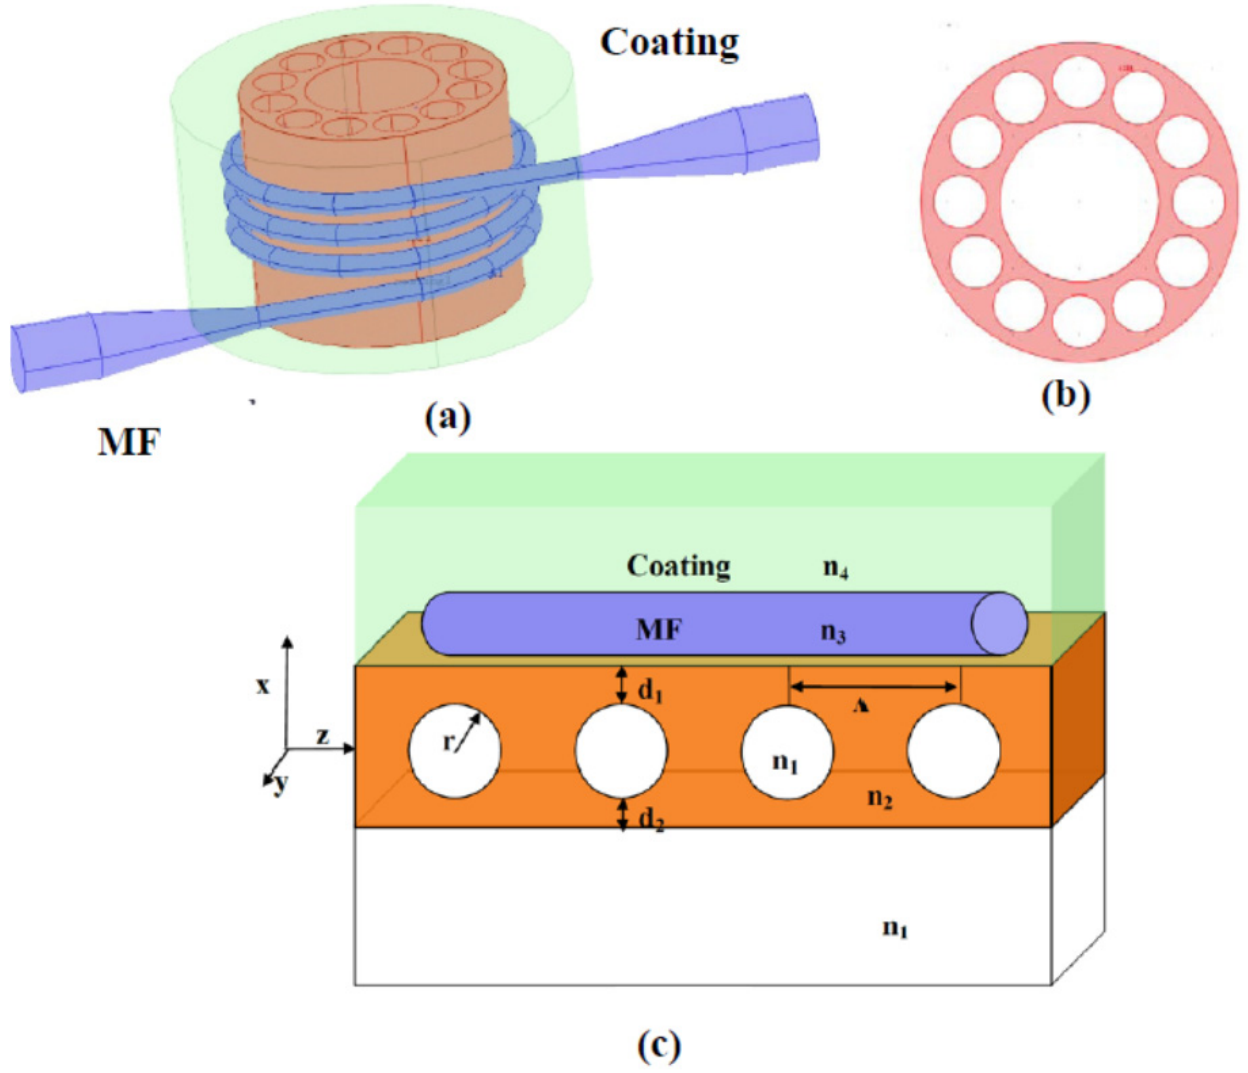 Coating
MF
(a)
(b)
Coating n₄
MF n₃
x
z
y
d₁
Λ
r
n₁
n₂
d₂
n₁
(c)